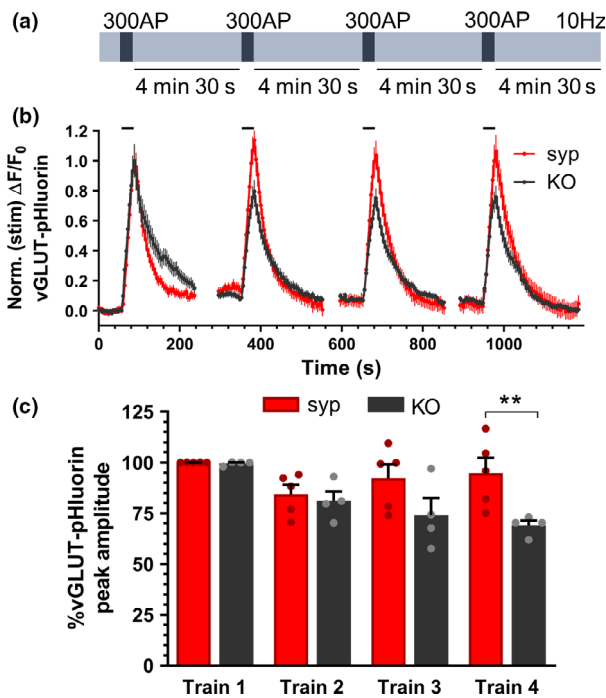 (a)
300AP 300AP 300AP 300AP 10Hz
4 min 30 s 4 min 30 s 4 min 30 s 4 min 30 s
(b)
Norm. (stim) ΔF/F0
vGLUT-pHluorin
1.2
1.0
0.8
0.6
0.4
0.2
0.0
syp
KO
0 200 400 600 800 1000
Time (s)
(c)
syp KO
%vGLUT-pHluorin
peak amplitude
125
100
75
50
25
0
**
Train 1 Train 2 Train 3 Train 4